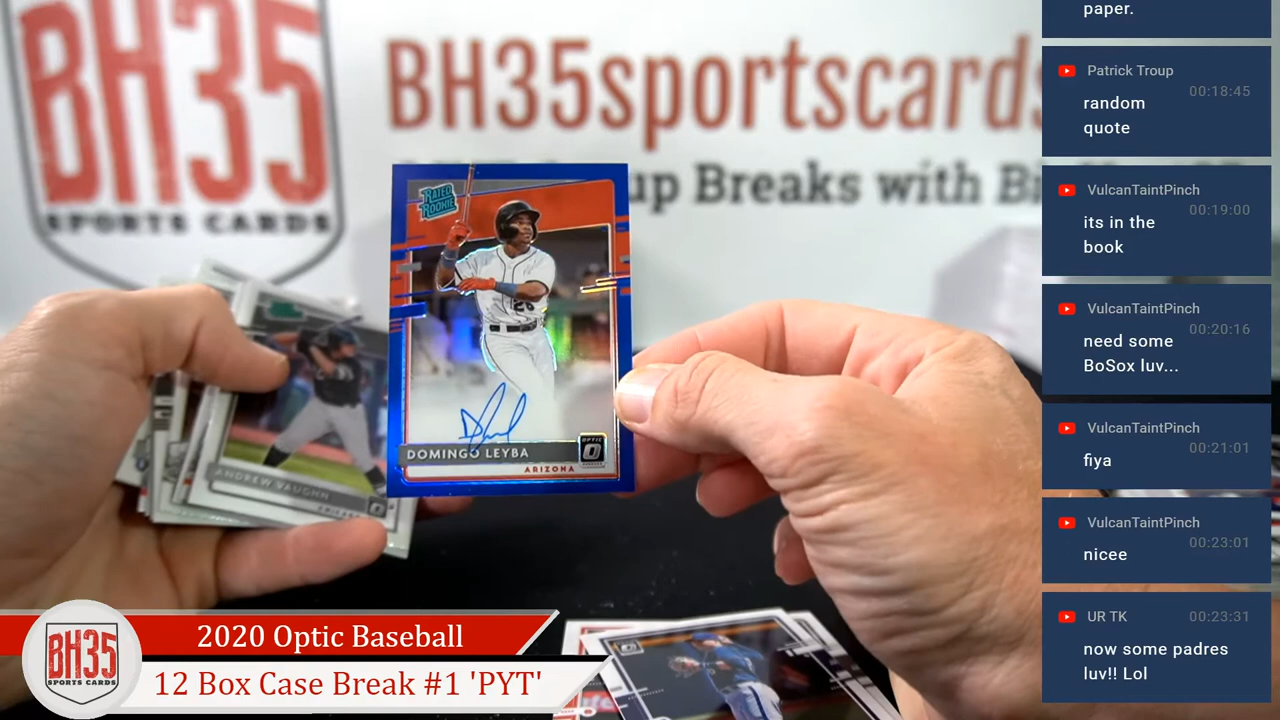 BH35
SPORTS CARDS
BH35sportscards
up Breaks with Bi
RATED
ROOKIE
26
DOMINGO LEYBA
OPTIC
ARIZONA
ANDREW VAUGHN
CHICAGO
2020 Optic Baseball
12 Box Case Break #1 'PYT'
BH35
SPORTS CARDS
paper.
Patrick Troup
00:18:45
random
quote
VulcanTaintPinch
00:19:00
its in the
book
VulcanTaintPinch
00:20:16
need some
BoSox luv...
VulcanTaintPinch
00:21:01
fiya
VulcanTaintPinch
00:23:01
nicee
UR TK
00:23:31
now some padres
luv!! Lol